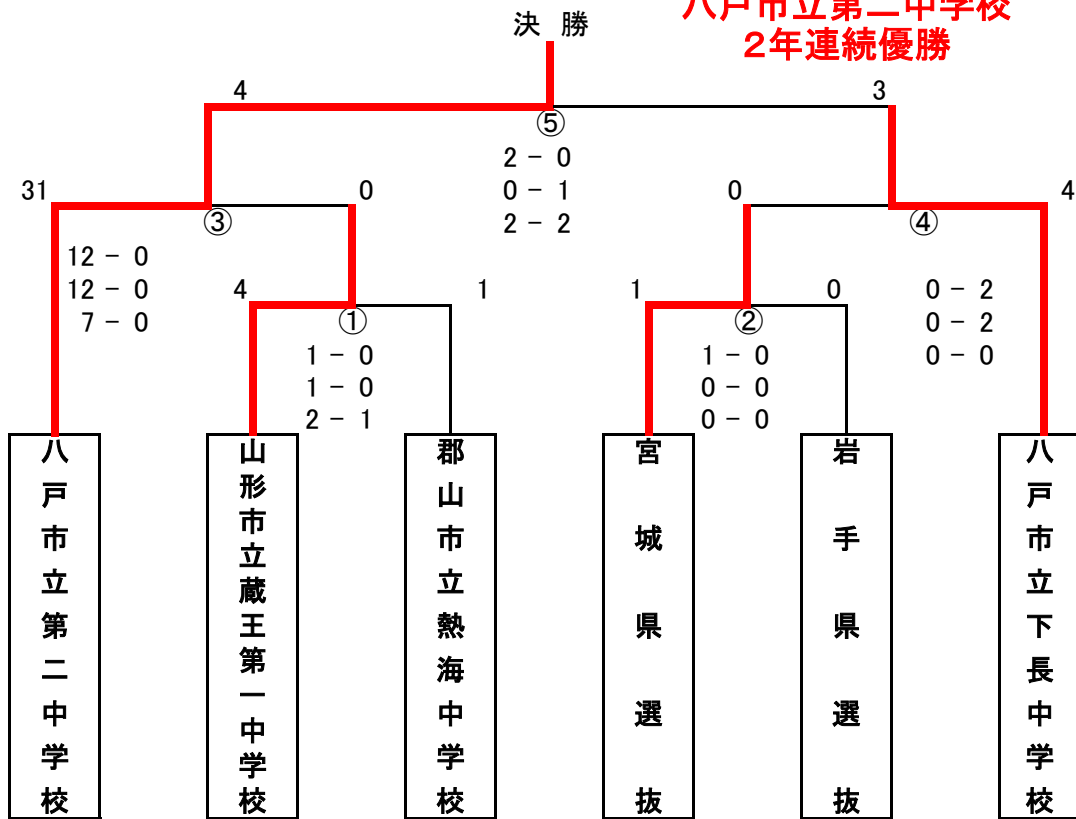 八戸市立第二中学校
2年連続優勝
決 勝
4
3
⑤
2 − 0
0 − 1
2 − 2
31
0
0
4
③
④
12 − 0
12 − 0
7 − 0
4
1
1
0
①
②
0 − 2
0 − 2
0 − 0
1 − 0
1 − 0
2 − 1
1 − 0
0 − 0
0 − 0
八戸市立第二中学校
山形市立蔵王第一中学校
郡山市立熱海中学校
宮城県選抜
岩手県選抜
八戸市立下長中学校